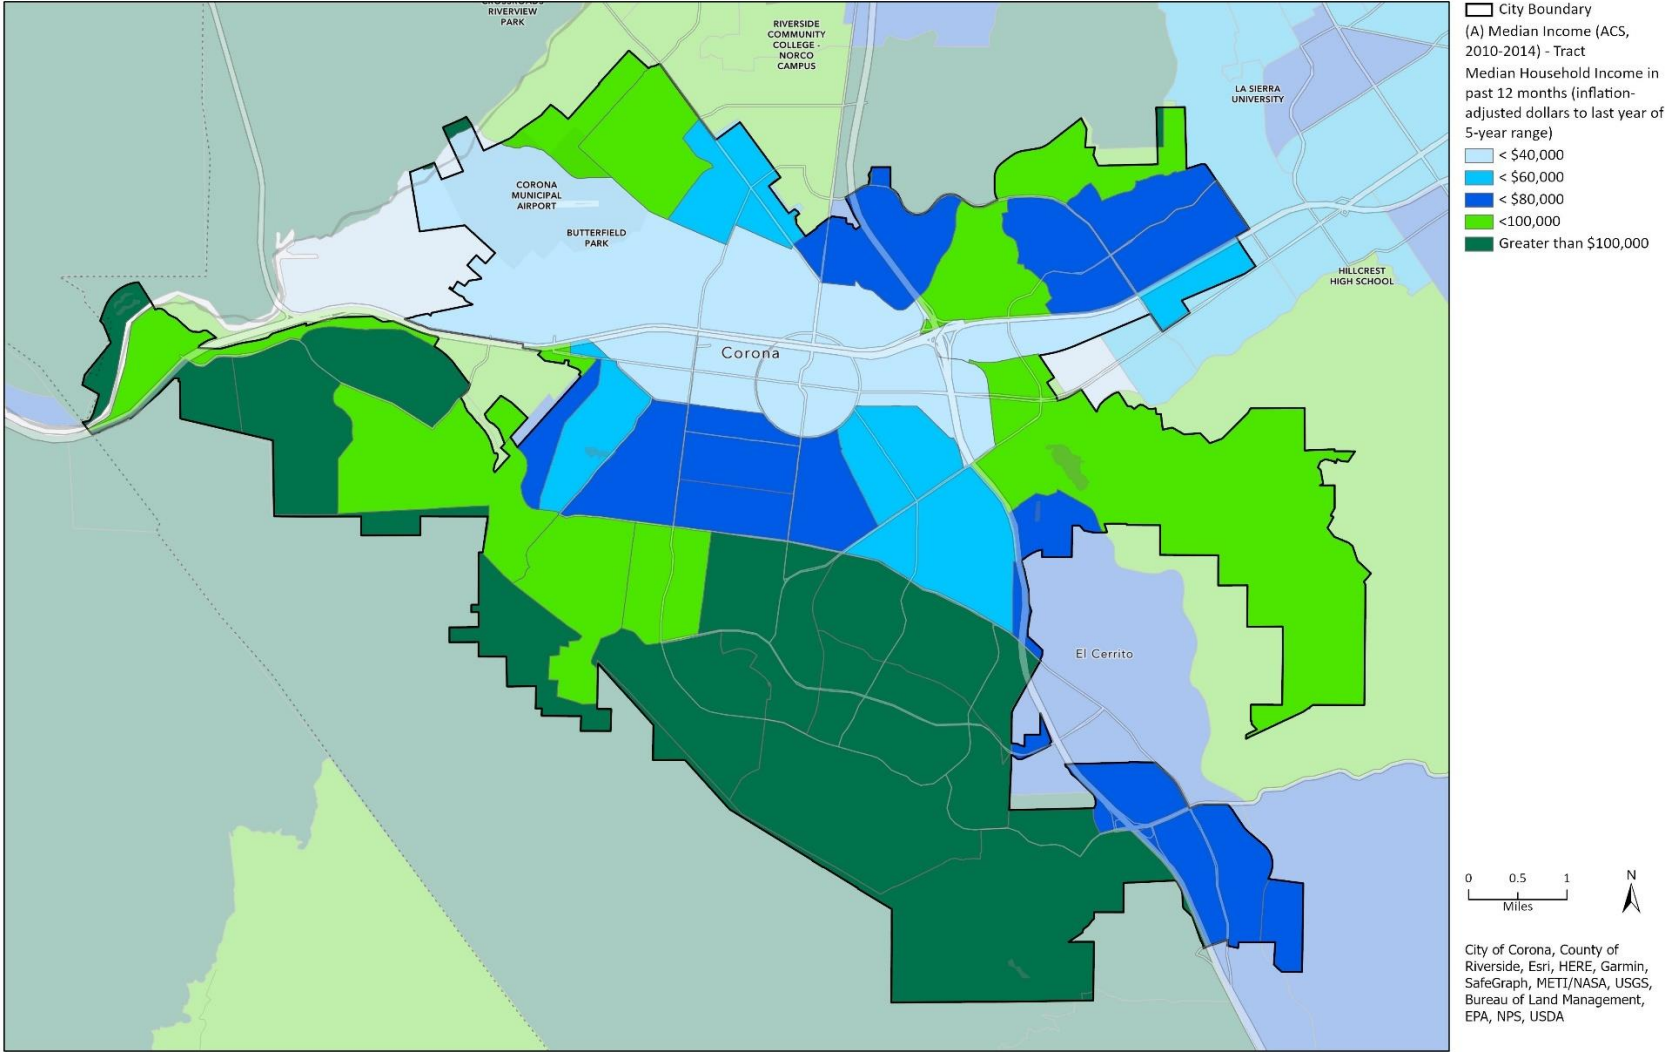 CROSSROADS
RIVERVIEW
PARK
RIVERSIDE
COMMUNITY
COLLEGE -
NORCO
CAMPUS
LA SIERRA
UNIVERSITY
CORONA
MUNICIPAL
AIRPORT
BUTTERFIELD
PARK
HILLCREST
HIGH SCHOOL
Corona
El Cerrito
City Boundary
(A) Median Income (ACS,
2010-2014) - Tract
Median Household Income in
past 12 months (inflation-
adjusted dollars to last year of
5-year range)
< $40,000
< $60,000
< $80,000
<100,000
Greater than $100,000
0 0.5 1
Miles
N
City of Corona, County of
Riverside, Esri, HERE, Garmin,
SafeGraph, METI/NASA, USGS,
Bureau of Land Management,
EPA, NPS, USDA